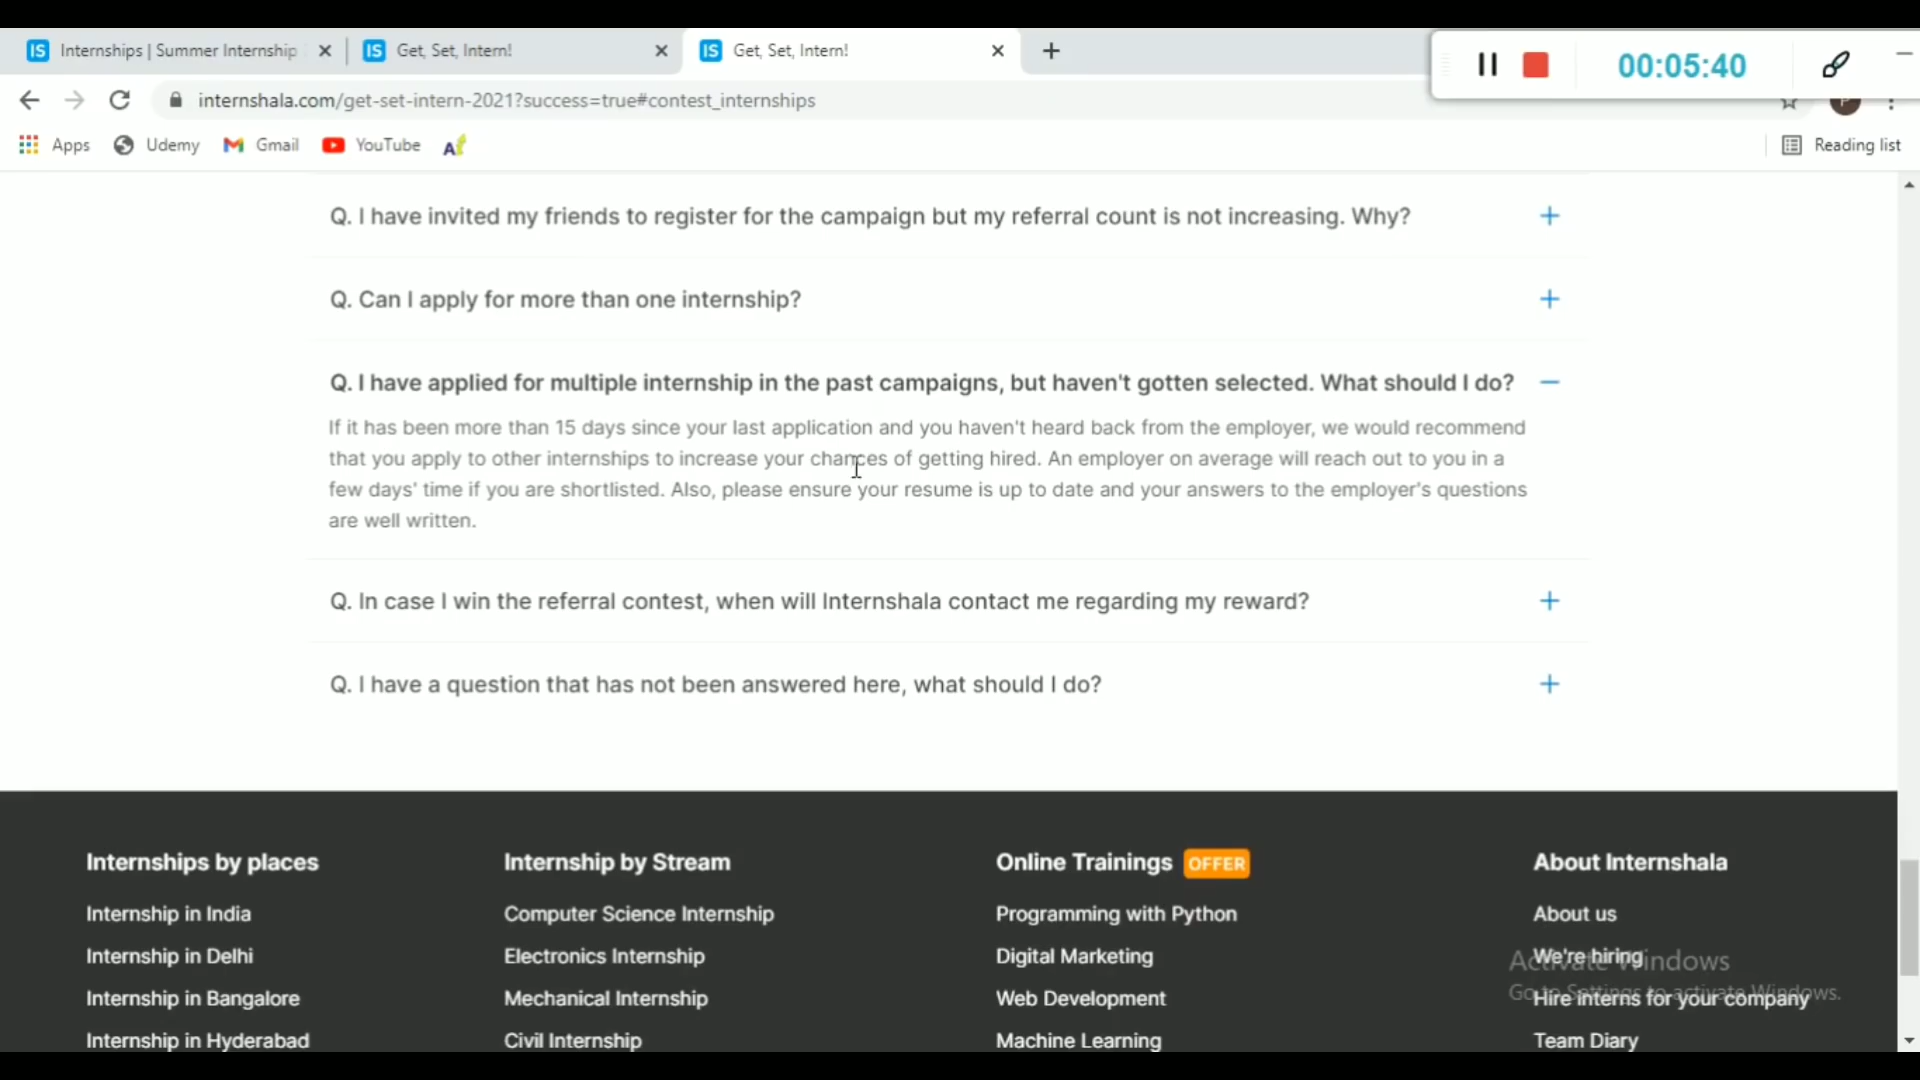 Internships | Summer Internship
Get, Set, Intern!
Get, Set, Intern!
00:05:40
internshala.com/get-set-intern-2021?success=true#contest_internships
Apps
Udemy
Gmail
YouTube
Reading list
Q. I have invited my friends to register for the campaign but my referral count is not increasing. Why?
Q. Can I apply for more than one internship?
Q. I have applied for multiple internship in the past campaigns, but haven't gotten selected. What should I do?
If it has been more than 15 days since your last application and you haven't heard back from the employer, we would recommend
that you apply to other internships to increase your chances of getting hired. An employer on average will reach out to you in a
few days' time if you are shortlisted. Also, please ensure your resume is up to date and your answers to the employer's questions
are well written.
Q. In case I win the referral contest, when will Internshala contact me regarding my reward?
Q. I have a question that has not been answered here, what should I do?
Internships by places
Internship in India
Internship in Delhi
Internship in Bangalore
Internship in Hyderabad
Internship by Stream
Computer Science Internship
Electronics Internship
Mechanical Internship
Civil Internship
Online Trainings OFFER
Programming with Python
Digital Marketing
Web Development
Machine Learning
About Internshala
About us
We're hiring
Hire interns for your company
Team Diary
Activate Windows
Go to Settings to activate Windows.